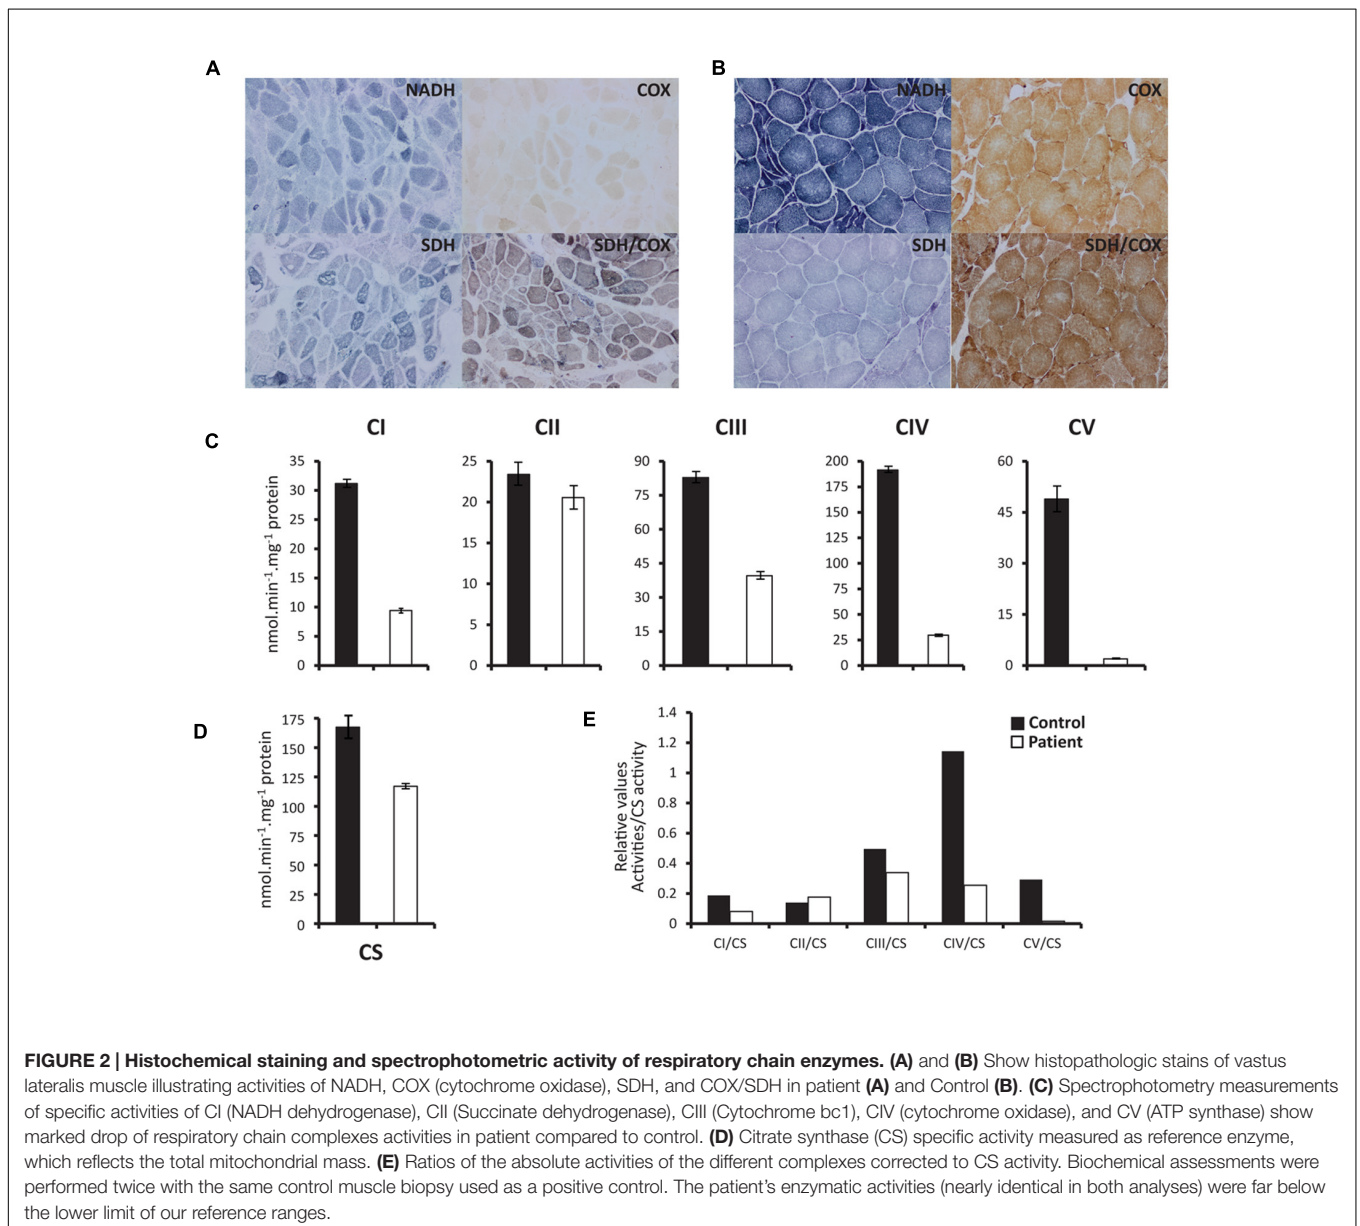 A
B
NADH
COX
NADH
COX
SDH
SDH/COX
SDH
SDH/COX
C
CI
CII
CIII
CIV
CV
nmol.min-1.mg-1 protein
35
30
25
20
15
10
5
0
25
20
15
10
5
0
90
75
60
45
30
15
0
200
175
150
125
100
75
50
25
0
60
45
30
15
0
D
nmol.min-1.mg-1 protein
175
150
125
100
75
50
25
0
CS
E
Relative values
Activities/CS activity
1.4
1.2
1
0.8
0.6
0.4
0.2
0
Control
Patient
CI/CS
CII/CS
CIII/CS
CIV/CS
CV/CS
FIGURE 2 | Histochemical staining and spectrophotometric activity of respiratory chain enzymes. (A) and (B) Show histopathologic stains of vastus
lateralis muscle illustrating activities of NADH, COX (cytochrome oxidase), SDH, and COX/SDH in patient (A) and Control (B). (C) Spectrophotometry measurements
of specific activities of CI (NADH dehydrogenase), CII (Succinate dehydrogenase), CIII (Cytochrome bc1), CIV (cytochrome oxidase), and CV (ATP synthase) show
marked drop of respiratory chain complexes activities in patient compared to control. (D) Citrate synthase (CS) specific activity measured as reference enzyme,
which reflects the total mitochondrial mass. (E) Ratios of the absolute activities of the different complexes corrected to CS activity. Biochemical assessments were
performed twice with the same control muscle biopsy used as a positive control. The patient's enzymatic activities (nearly identical in both analyses) were far below
the lower limit of our reference ranges.